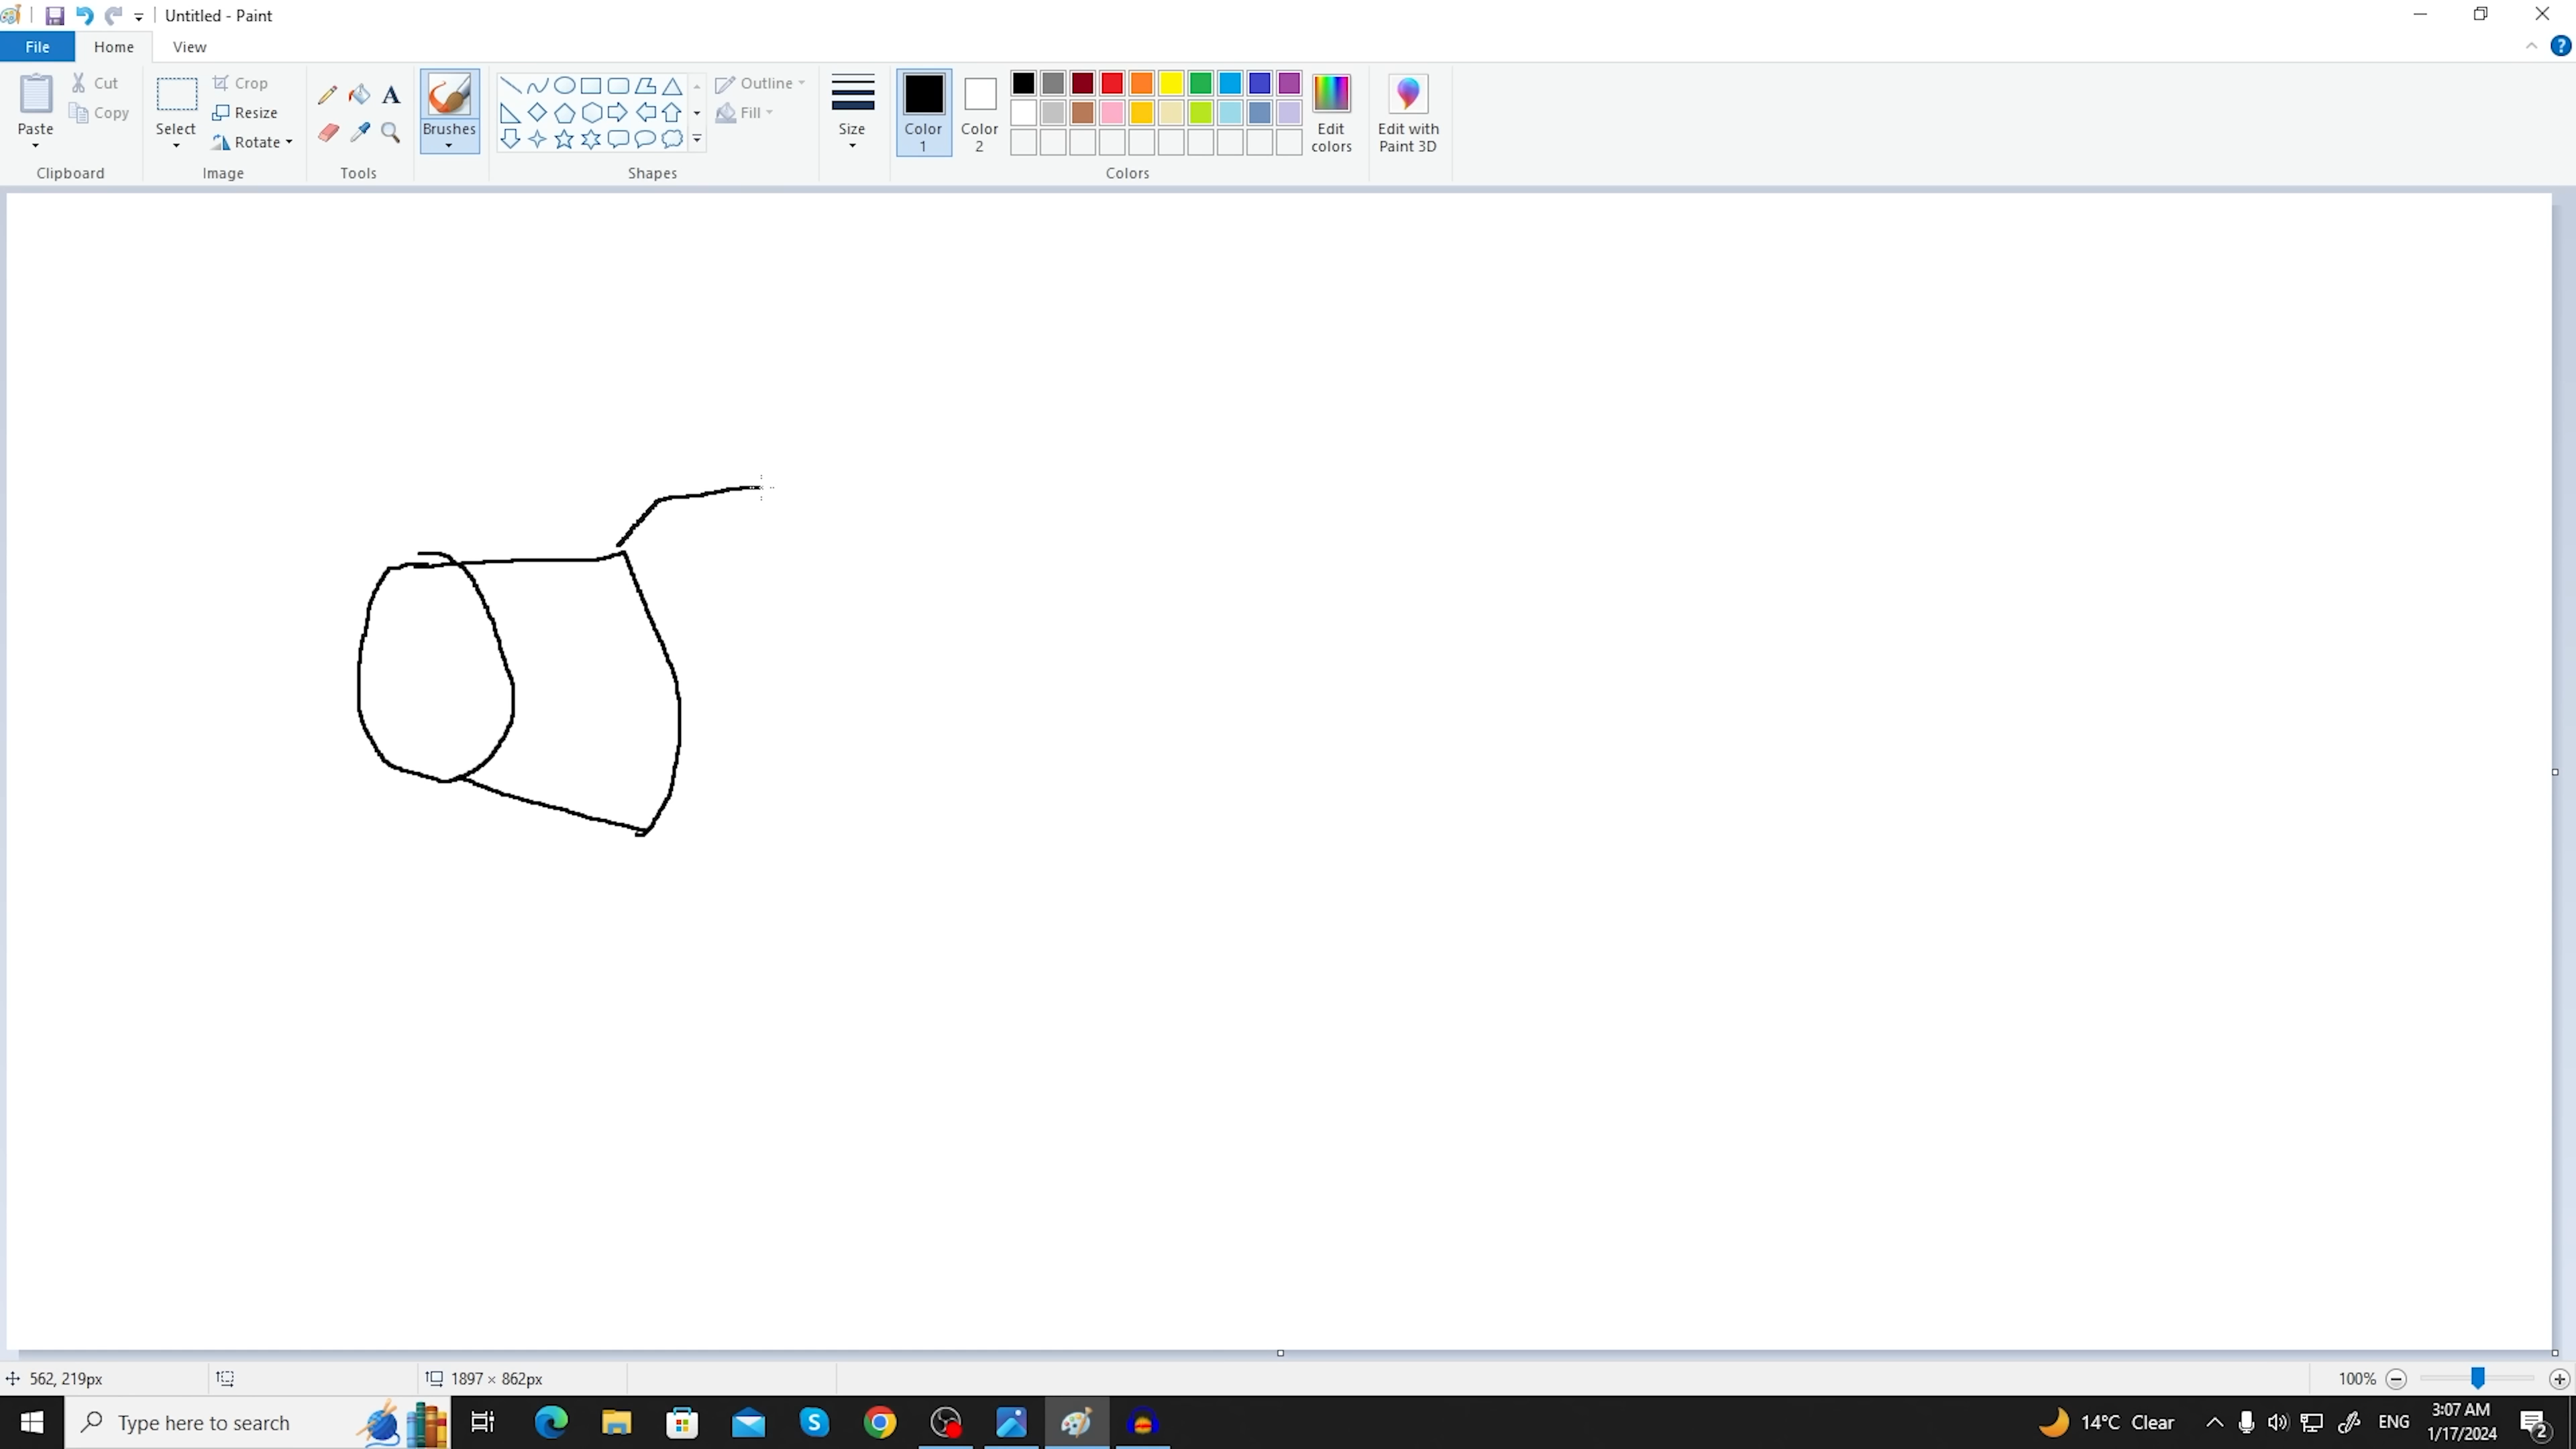 Untitled - Paint
File Home View
Paste Cut Copy Select Crop Resize Rotate A Brushes Outline Fill Size Color 1 Color 2 Edit colors Edit with Paint 3D
Clipboard Image Tools Shapes Colors
562, 219px 1897 × 862px 100%
Type here to search S 14°C Clear ENG 3:07 AM 1/17/2024 2